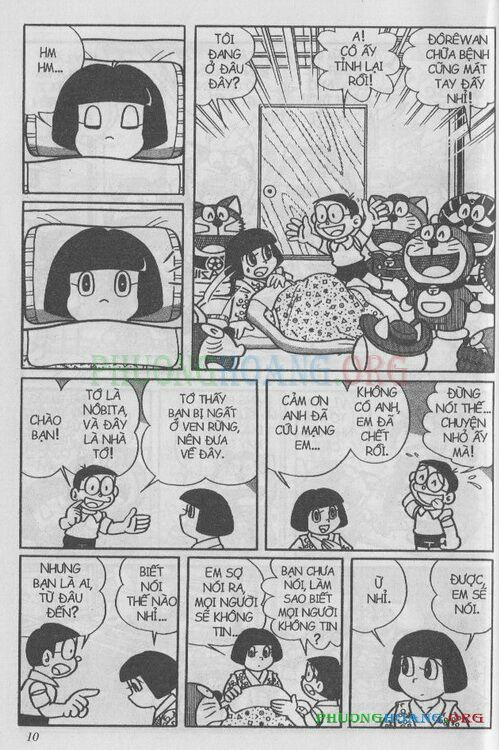 HM
HM...
TÔI
ĐANG
Ở ĐÂU
ĐÂY?
A!
CÔ ẤY
TỈNH LẠI
RỒI!
ĐÔRÊWAN
CHỮA BỆNH
CŨNG MÁT
TAY ĐẤY
NHỈ!
PHUONGHOANG.ORG
CHÀO
BẠN!
TỚ LÀ
NÔBITA,
VÀ ĐÂY
LÀ NHÀ
TỚ!
TỚ THẤY
BẠN BỊ NGẤT
Ở VEN RỪNG,
NÊN ĐƯA
VỀ ĐÂY.
CẢM ƠN
ANH ĐÃ
CỨU MẠNG
EM...
KHÔNG
CÓ ANH,
EM ĐÃ
CHẾT
RỒI.
ĐỪNG
NÓI THẾ...
CHUYỆN
NHỎ ẤY
MÀ!
NHƯNG
BẠN LÀ AI,
TỪ ĐÂU
ĐẾN?
BIẾT
NÓI
THẾ NÀO
NHỈ...
EM SỢ
NÓI RA,
MỌI NGƯỜI
SẼ KHÔNG
TIN...
BẠN CHƯA
NÓI, LÀM
SAO BIẾT
MỌI NGƯỜI
KHÔNG TIN
?
Ừ
NHỈ.
ĐƯỢC,
EM SẼ
NÓI.
10
PHUONGHOANG.ORG